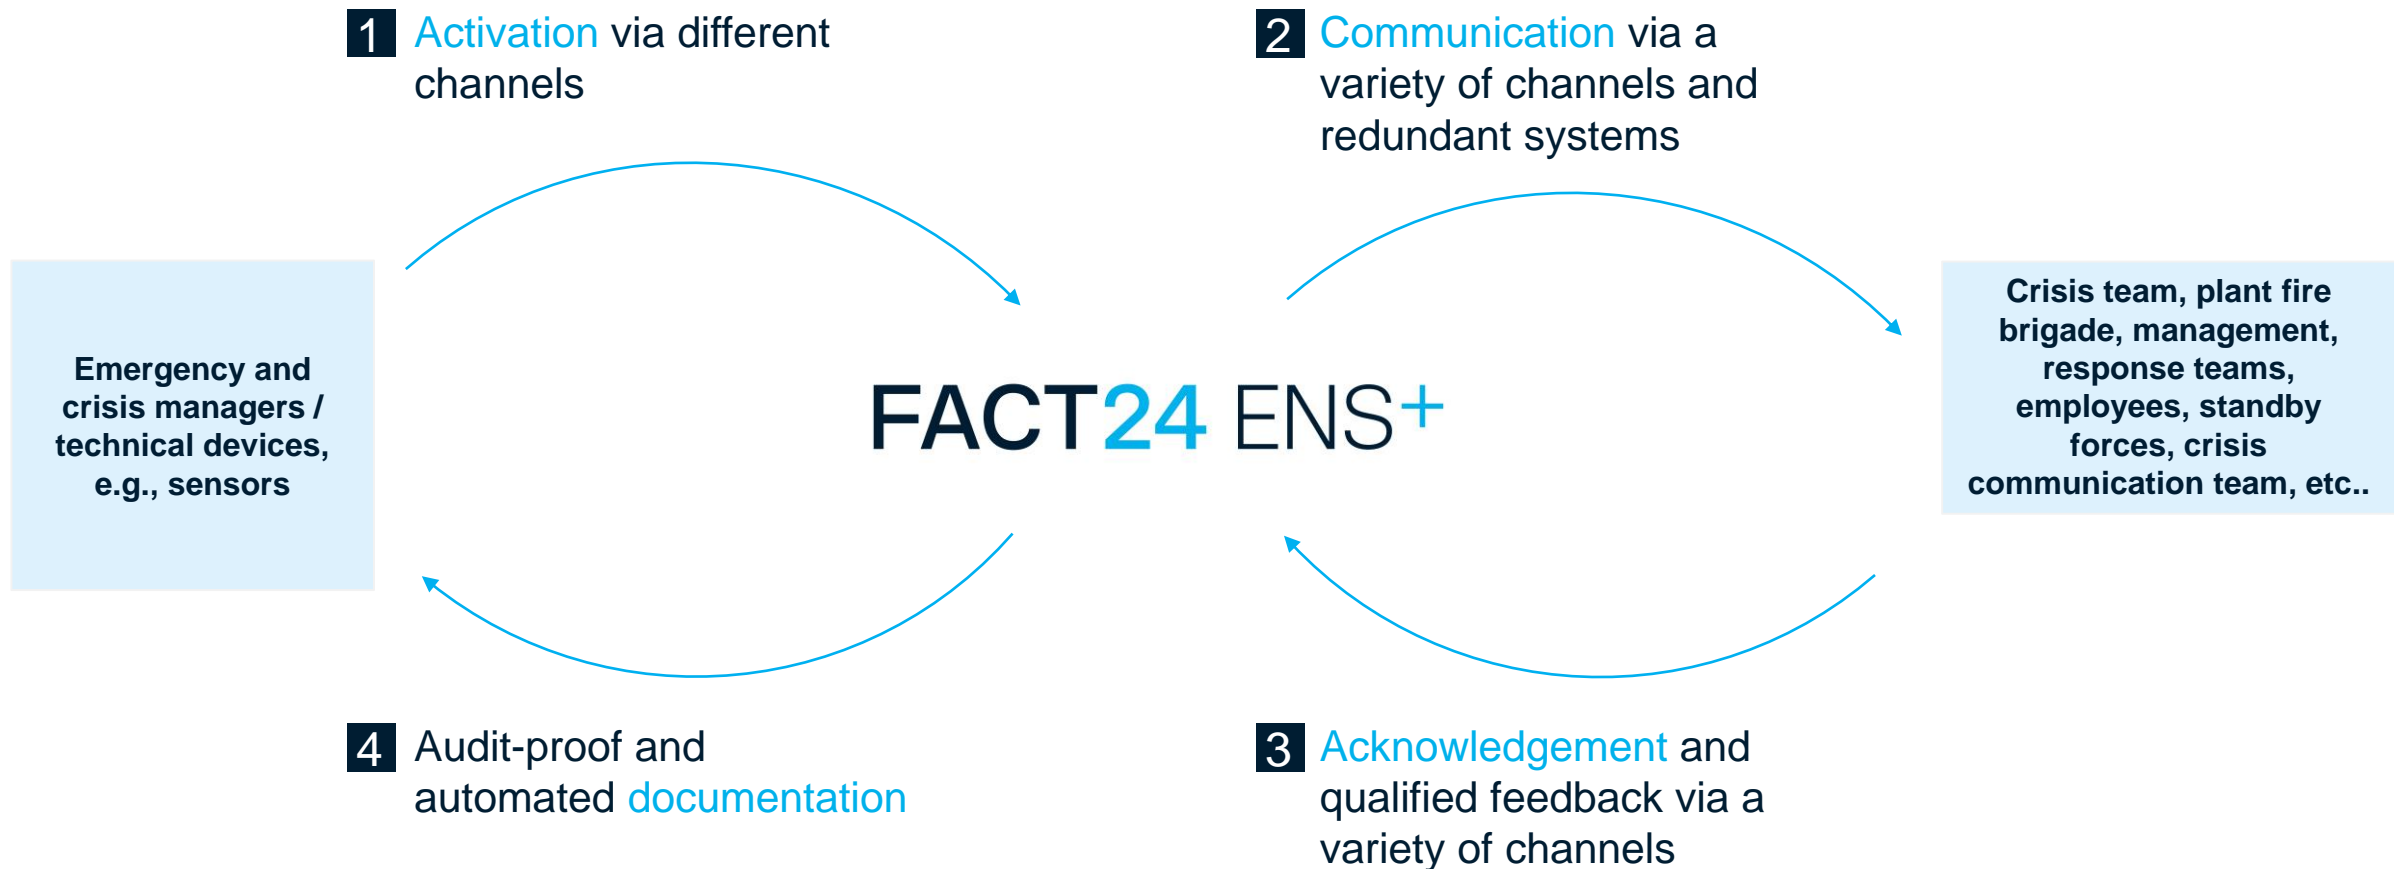 1 Activation via different
channels
2 Communication via a
variety of channels and
redundant systems
Emergency and
crisis managers /
technical devices,
e.g., sensors
FACT24 ENS+
Crisis team, plant fire
brigade, management,
response teams,
employees, standby
forces, crisis
communication team, etc..
4 Audit-proof and
automated documentation
3 Acknowledgement and
qualified feedback via a
variety of channels